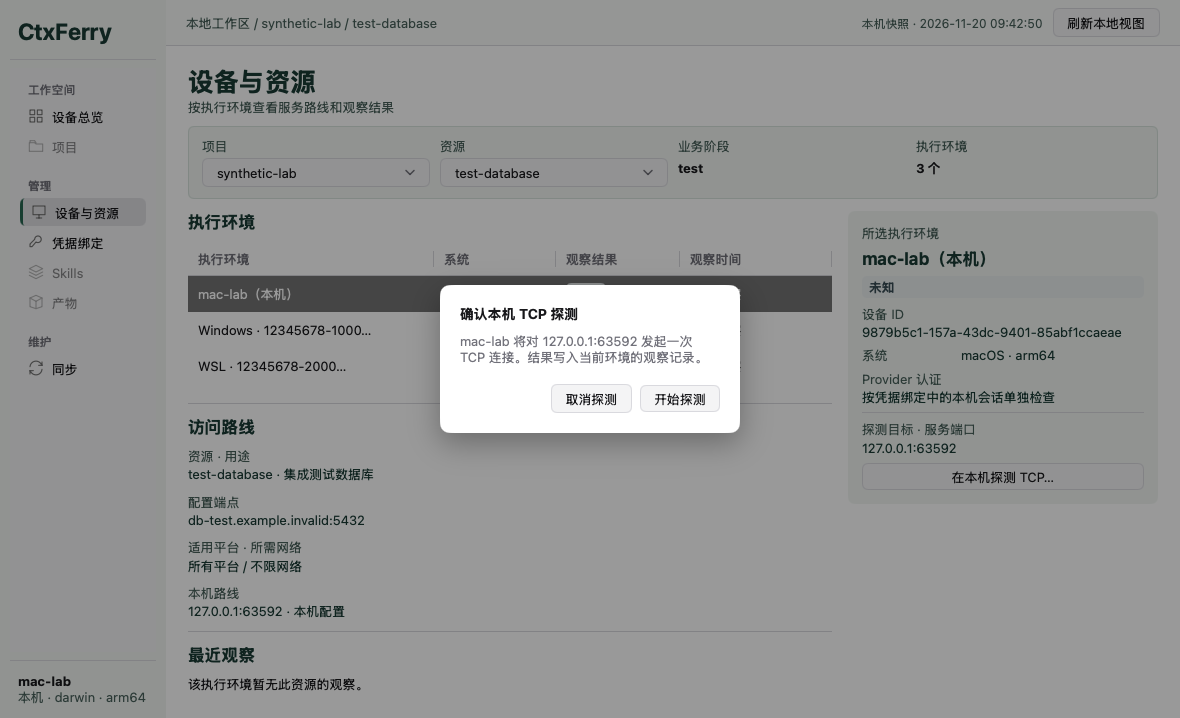 CtxFerry
本地工作区 / synthetic-lab / test-database
本机快照 · 2026-11-20 09:42:50
刷新本地视图
工作空间
设备总览
项目
管理
设备与资源
凭据绑定
Skills
产物
维护
同步
mac-lab
本机 · darwin · arm64
设备与资源
按执行环境查看服务路线和观察结果
项目
资源
业务阶段
执行环境
synthetic-lab
test-database
test
3 个
执行环境
执行环境
系统
观察结果
观察时间
mac-lab（本机）
Windows · 12345678-1000...
WSL · 12345678-2000...
确认本机 TCP 探测
mac-lab 将对 127.0.0.1:63592 发起一次
TCP 连接。结果写入当前环境的观察记录。
取消探测
开始探测
访问路线
资源 · 用途
test-database · 集成测试数据库
配置端点
db-test.example.invalid:5432
适用平台 · 所需网络
所有平台 / 不限网络
本机路线
127.0.0.1:63592 · 本机配置
最近观察
该执行环境暂无此资源的观察。
所选执行环境
mac-lab（本机）
未知
设备 ID
9879b5c1-157a-43dc-9401-85abf1ccaeae
系统
macOS · arm64
Provider 认证
按凭据绑定中的本机会话单独检查
探测目标 · 服务端口
127.0.0.1:63592
在本机探测 TCP...